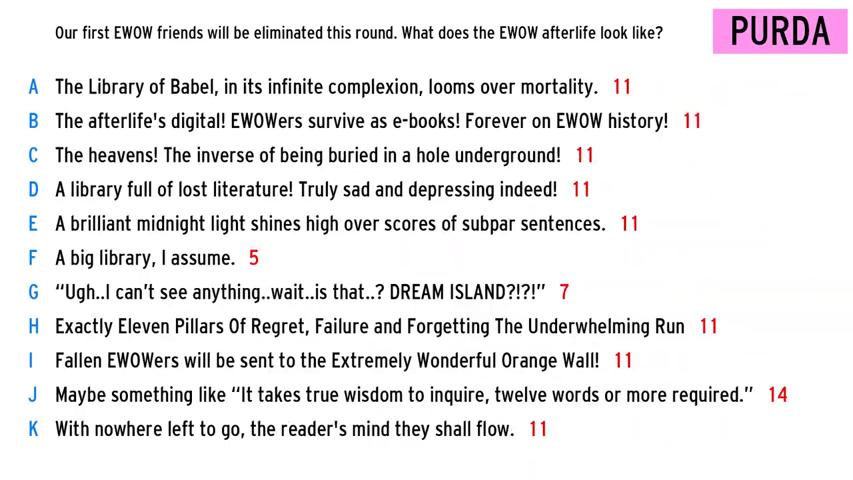 Our first EWOW friends will be eliminated this round. What does the EWOW afterlife look like?
PURDA
A The Library of Babel, in its infinite complexion, looms over mortality. 11
B The afterlife's digital! EWOWers survive as e-books! Forever on EWOW history! 11
C The heavens! The inverse of being buried in a hole underground! 11
D A library full of lost literature! Truly sad and depressing indeed! 11
E A brilliant midnight light shines high over scores of subpar sentences. 11
F A big library, I assume. 5
G “Ugh..I can’t see anything..wait..is that..? DREAM ISLAND?!?!” 7
H Exactly Eleven Pillars Of Regret, Failure and Forgetting The Underwhelming Run 11
I Fallen EWOWers will be sent to the Extremely Wonderful Orange Wall! 11
J Maybe something like “It takes true wisdom to inquire, twelve words or more required.” 14
K With nowhere left to go, the reader's mind they shall flow. 11